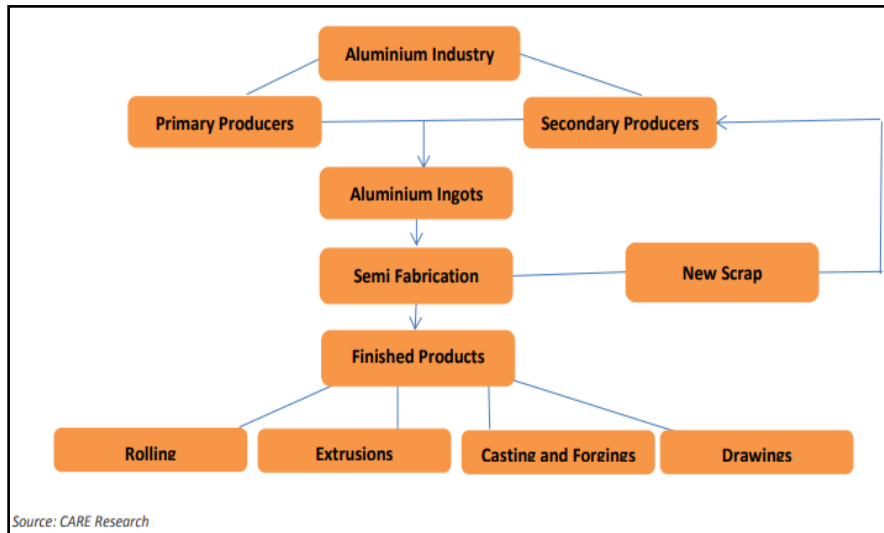 Aluminium Industry
Primary Producers
Secondary Producers
Aluminium Ingots
Semi Fabrication
New Scrap
Finished Products
Rolling
Extrusions
Casting and Forgings
Drawings
Source: CARE Research